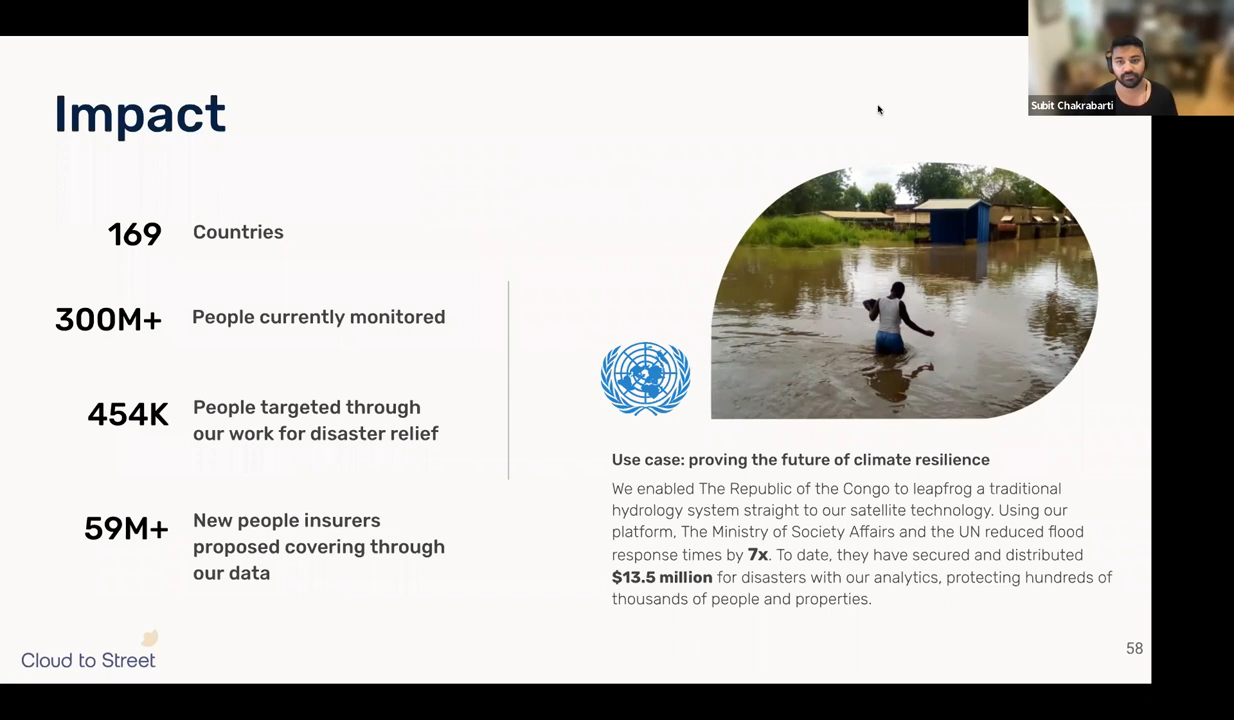 Subit Chakrabarti
Impact
169 Countries
300M+ People currently monitored
454K People targeted through
our work for disaster relief
59M+ New people insurers
proposed covering through
our data
Use case: proving the future of climate resilience
We enabled The Republic of the Congo to leapfrog a traditional
hydrology system straight to our satellite technology. Using our
platform, The Ministry of Society Affairs and the UN reduced flood
response times by 7x. To date, they have secured and distributed
$13.5 million for disasters with our analytics, protecting hundreds of
thousands of people and properties.
Cloud to Street
58